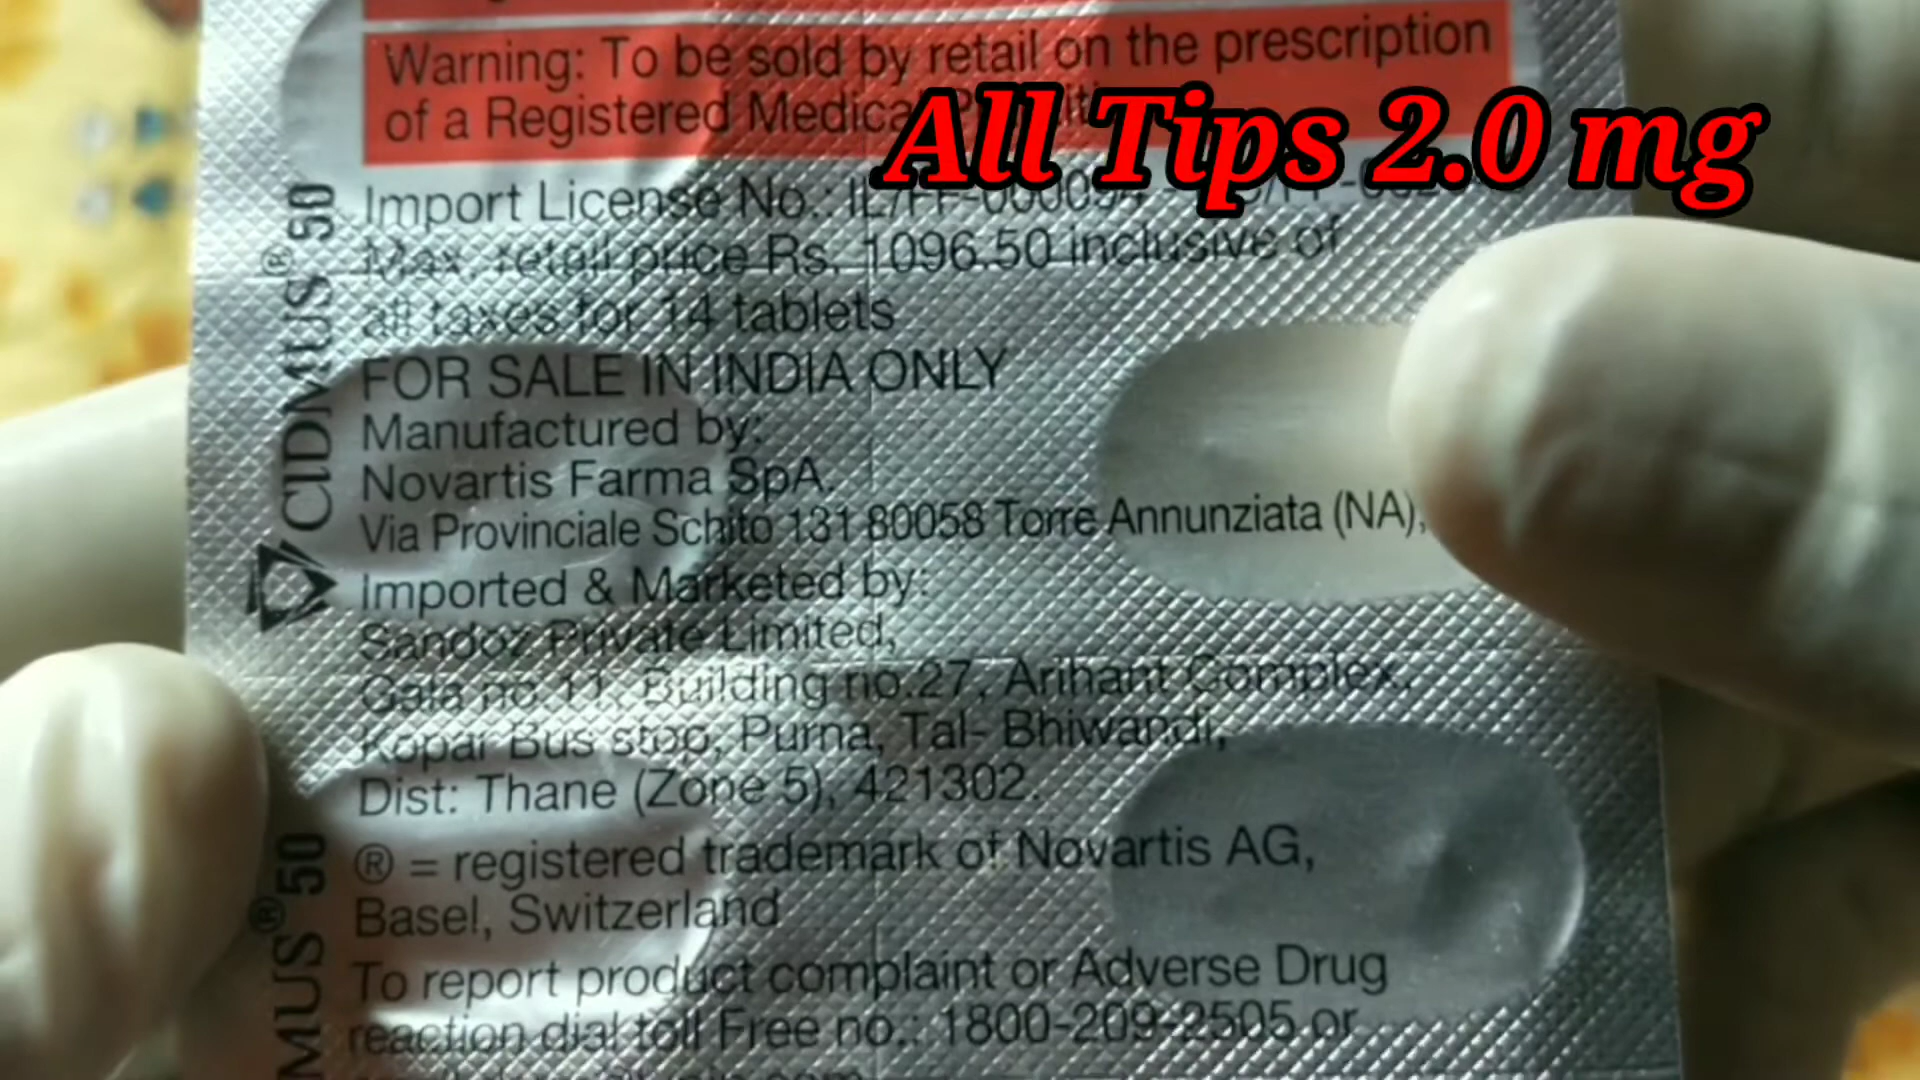 Warning: To be sold by retail on the prescription
of a Registered Medical
All Tips 2.0 mg
Import License No.:
Max. retail price Rs. 1096.50 inclusive of
all taxes for 14 tablets
FOR SALE IN INDIA ONLY
Manufactured by:
Novartis Farma SpA.
Via Provinciale Schito 131 80058 Torre Annunziata (NA),
Imported & Marketed by:
Sandoz Private Limited,
Gala no. 11, Building no.27, Arihant Complex,
Kopar Bus stop, Purna, Tal- Bhiwandi,
Dist: Thane (Zone 5), 421302.
® = registered trademark of Novartis AG,
Basel, Switzerland
To report product complaint or Adverse Drug
reaction dial toll Free no.: 1800-209-2505 or
CIDMUS® 50
MUS® 50